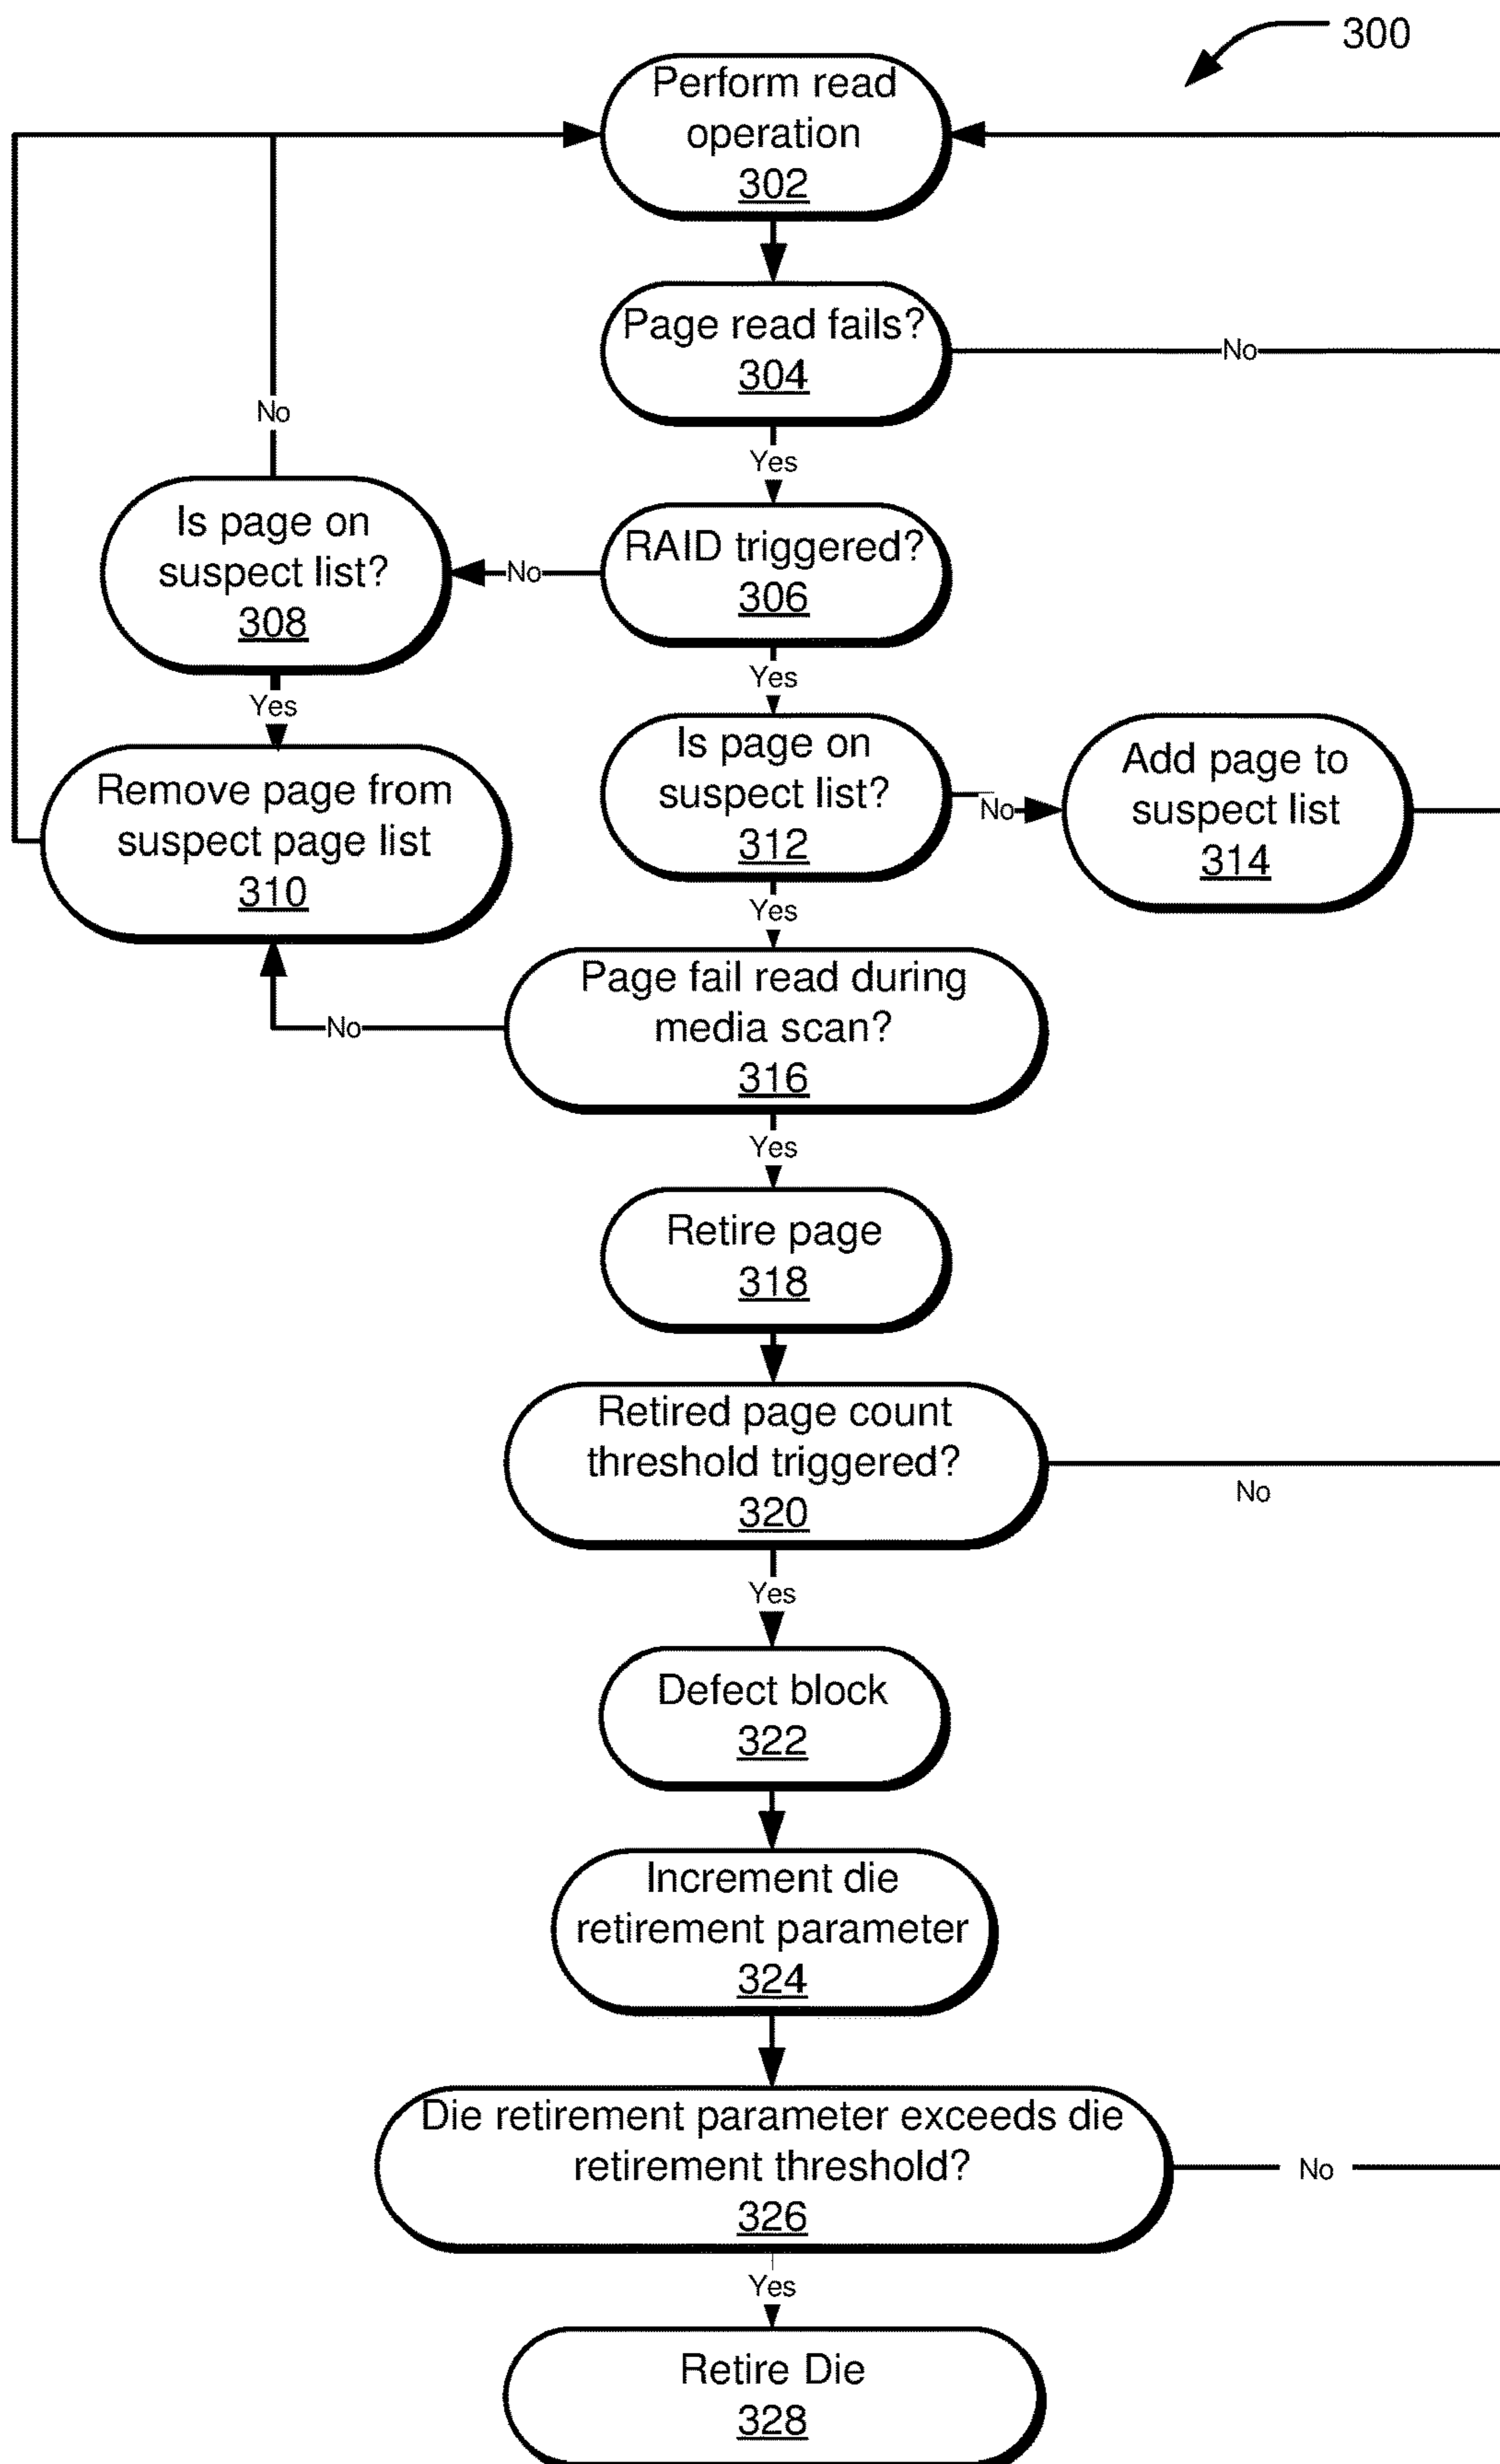 300
Perform read
operation
302
Page read fails?
304
No
Yes
No
RAID triggered?
306
No
Is page on
suspect list?
308
Yes
Yes
Is page on
suspect list?
312
No
Add page to
suspect list
314
Remove page from
suspect page list
310
Yes
Page fail read during
media scan?
316
No
Yes
Retire page
318
Retired page count
threshold triggered?
320
No
Yes
Defect block
322
Increment die
retirement parameter
324
Die retirement parameter exceeds die
retirement threshold?
326
No
Yes
Retire Die
328